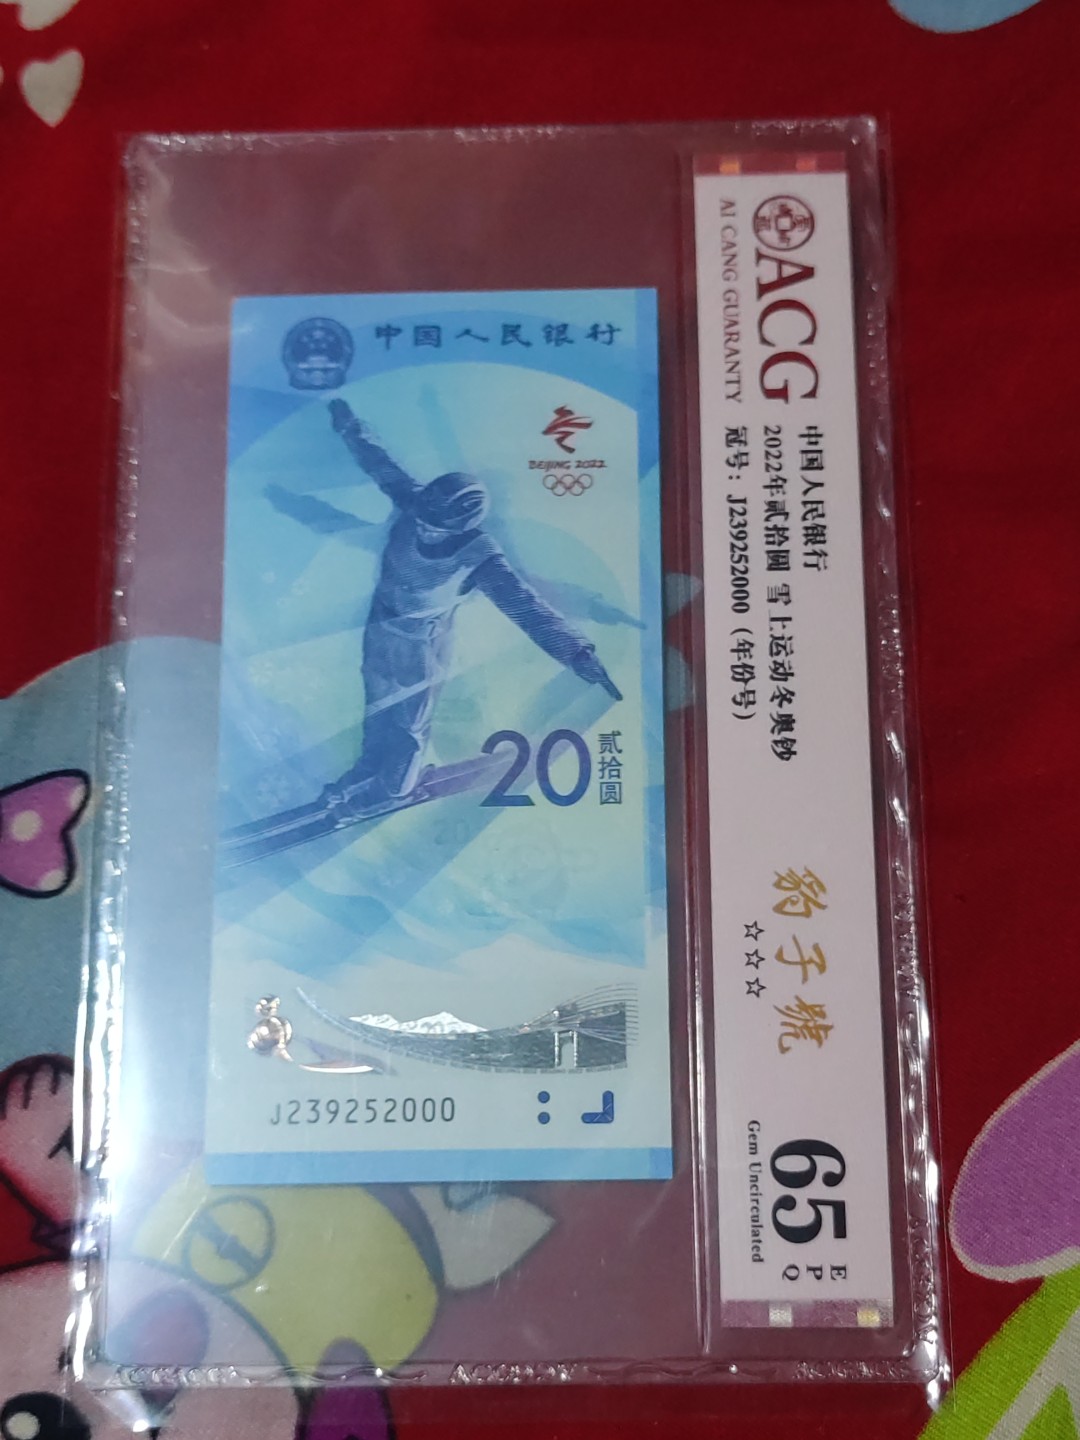 中国人民银行
BEIJING 2022
20 贰拾圆
20
J239252000
ACG
AI CANG GUARANTY
中国人民银行
2022年贰拾圆 雪上运动冬奥钞
冠号：J239252000（年份号）
豹子號
☆☆☆
65 EPQ
Gem Uncirculated